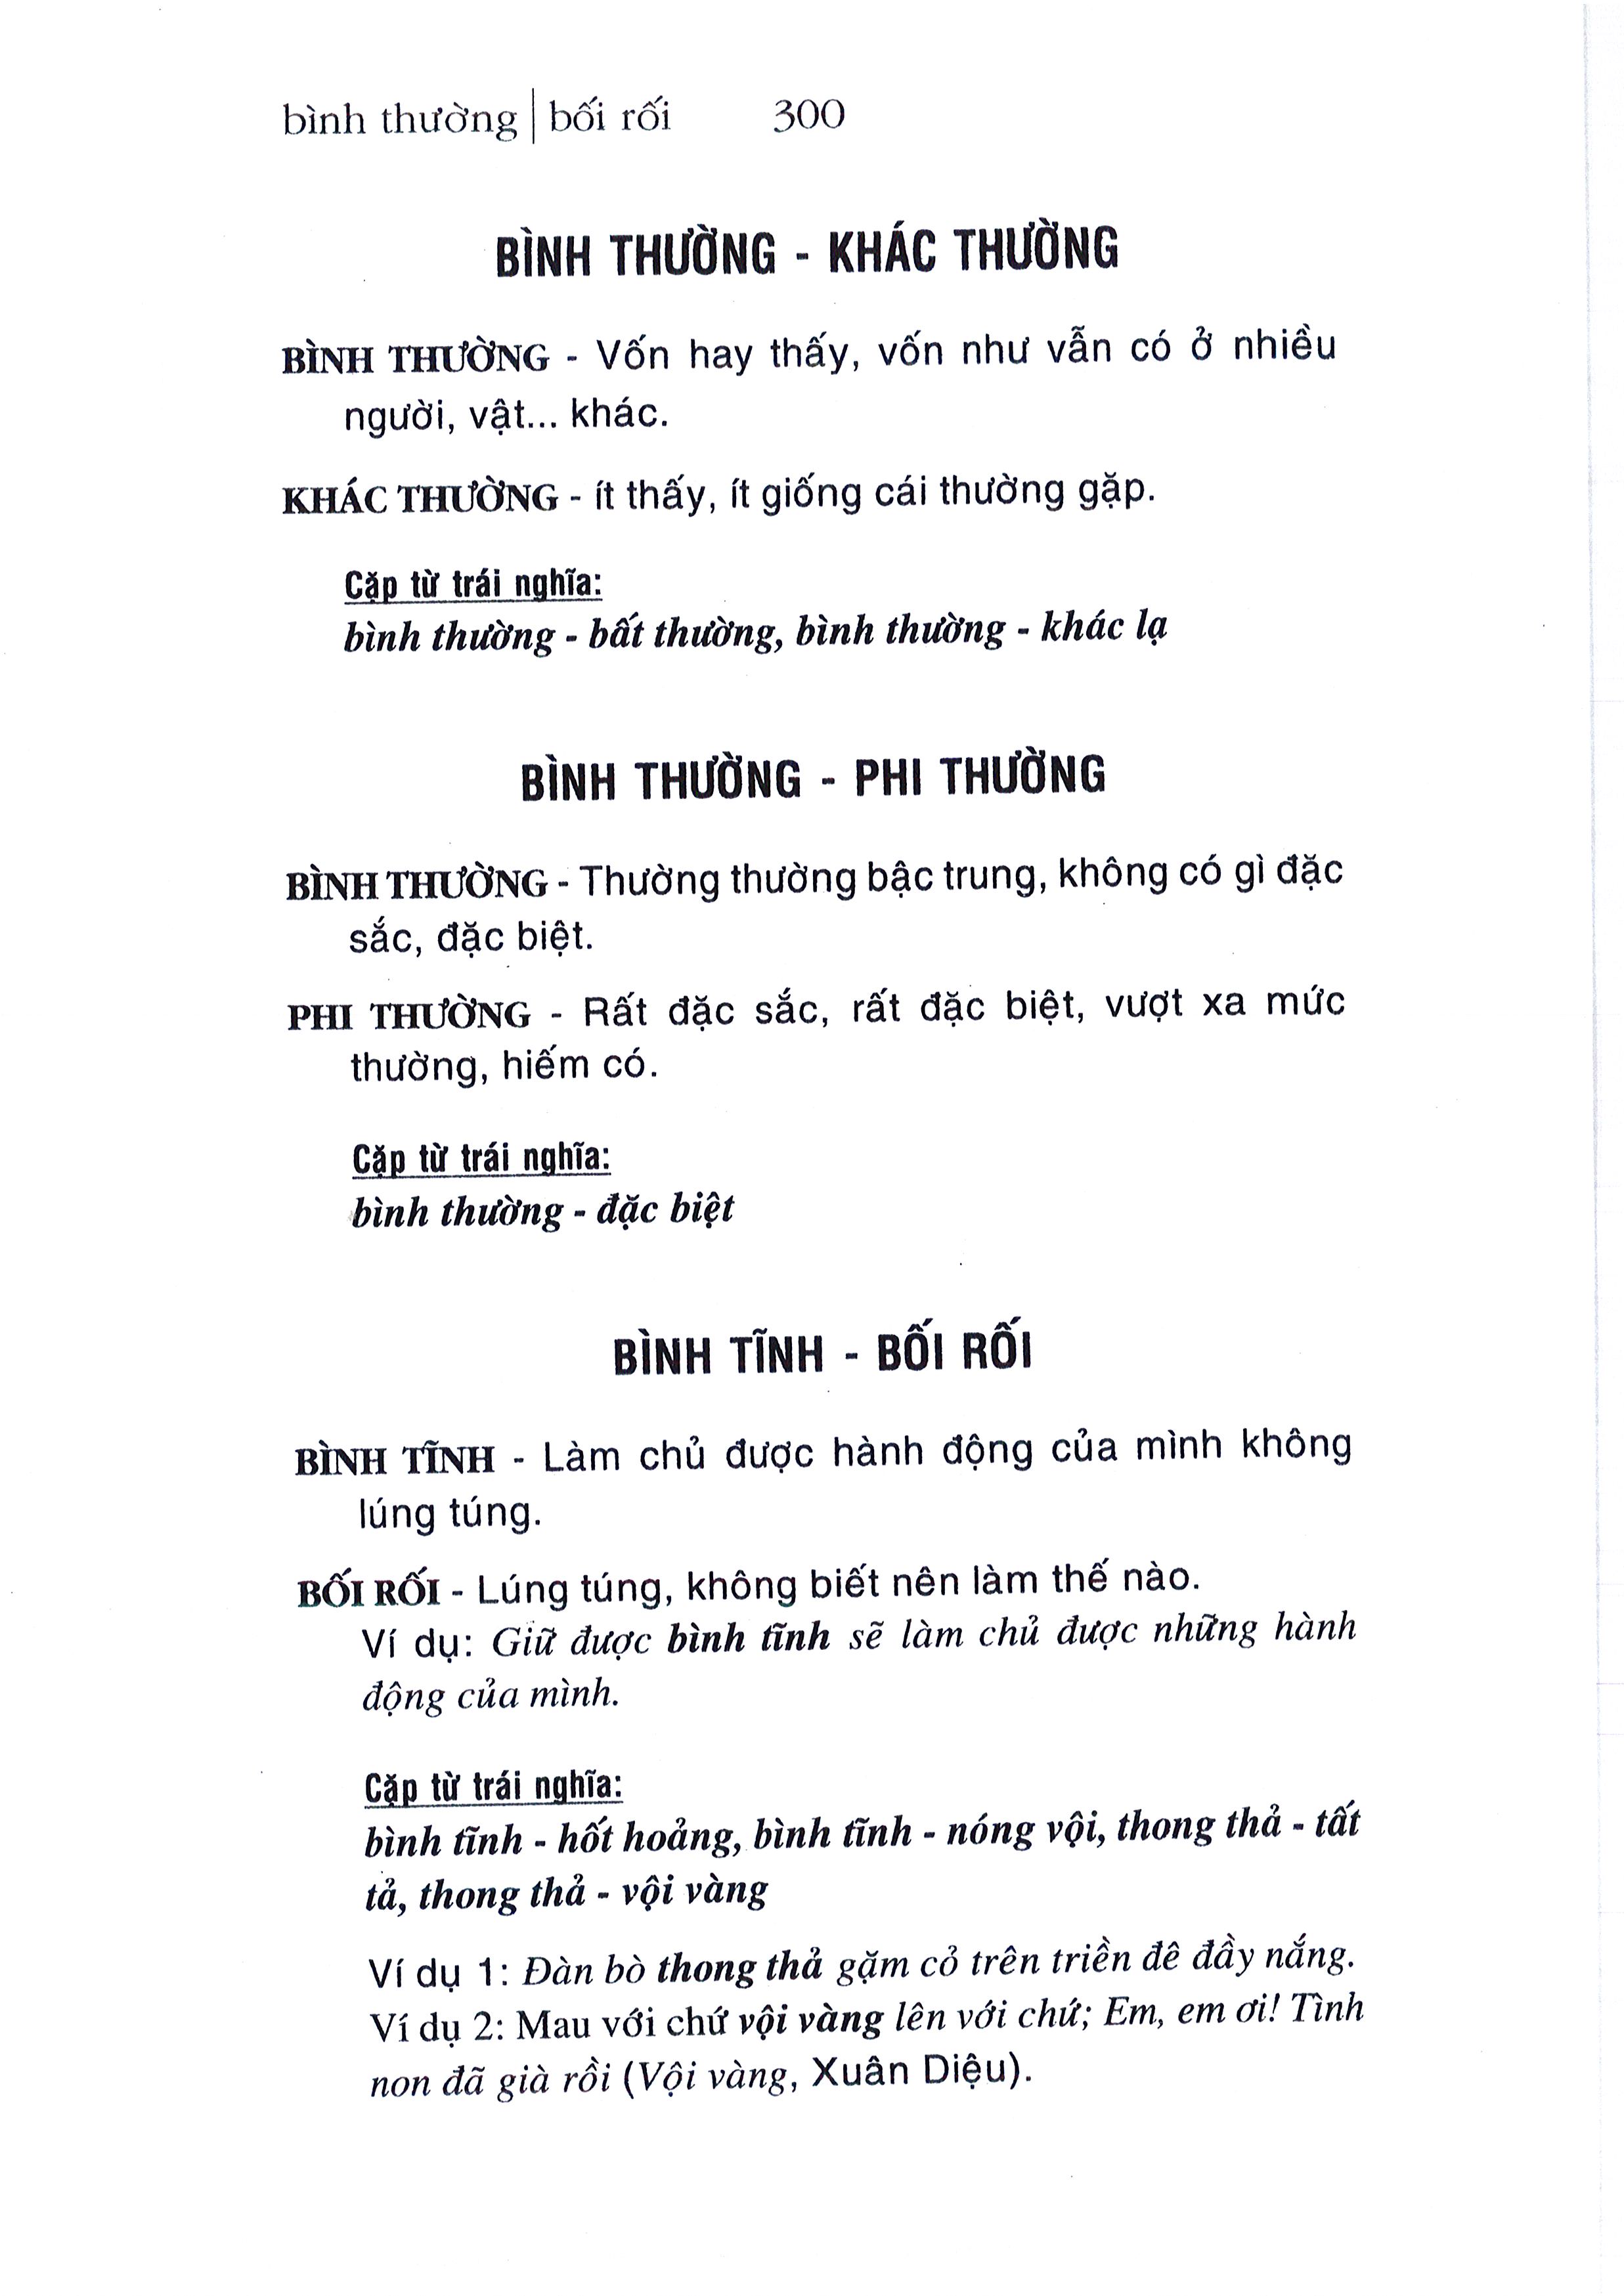 bình thường | bối rối 300
BÌNH THƯỜNG - KHÁC THƯỜNG
BÌNH THƯỜNG - Vốn hay thấy, vốn như vẫn có ở nhiều
người, vật... khác.
KHÁC THƯỜNG - ít thấy, ít giống cái thường gặp.
Cặp từ trái nghĩa:
bình thường - bất thường, bình thường - khác lạ
BÌNH THƯỜNG - PHI THƯỜNG
BÌNH THƯỜNG - Thường thường bậc trung, không có gì đặc
sắc, đặc biệt.
PHI THƯỜNG - Rất đặc sắc, rất đặc biệt, vượt xa mức
thường, hiếm có.
Cặp từ trái nghĩa:
bình thường - đặc biệt
BÌNH TĨNH - BỐI RỐI
BÌNH TĨNH - Làm chủ được hành động của mình không
lúng túng.
BỐI RỐI - Lúng túng, không biết nên làm thế nào.
Ví dụ: Giữ được bình tĩnh sẽ làm chủ được những hành
động của mình.
Cặp từ trái nghĩa:
bình tĩnh - hốt hoảng, bình tĩnh - nóng vội, thong thả - tất
tả, thong thả - vội vàng
Ví dụ 1: Đàn bò thong thả gặm cỏ trên triền đê đầy nắng.
Ví dụ 2: Mau với chứ vội vàng lên với chứ; Em, em ơi! Tình
non đã già rồi (Vội vàng, Xuân Diệu).